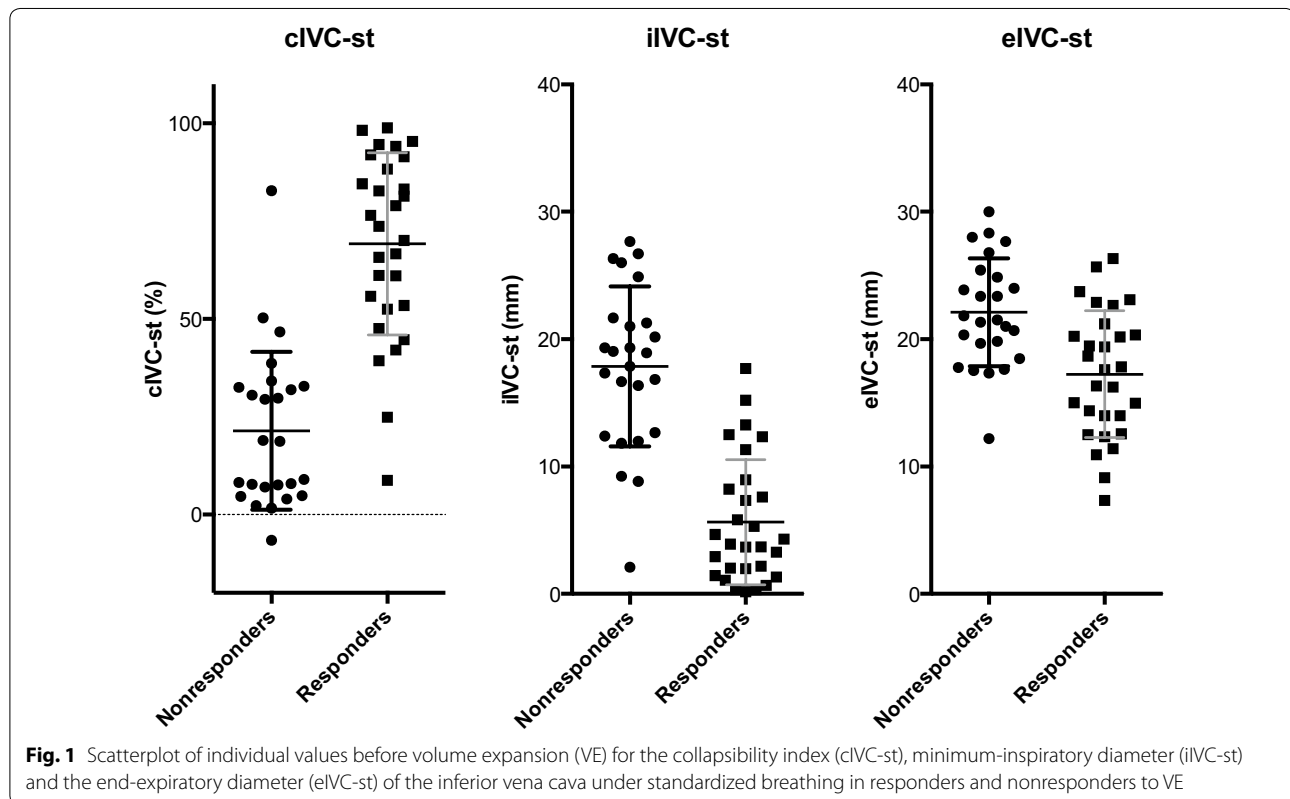 cIVC-st
iIVC-st
eIVC-st
cIVC-st (%)
100
50
0
Nonresponders
Responders
iIVC-st (mm)
40
30
20
10
0
Nonresponders
Responders
eIVC-st (mm)
40
30
20
10
0
Nonresponders
Responders
Fig. 1 Scatterplot of individual values before volume expansion (VE) for the collapsibility index (cIVC-st), minimum-inspiratory diameter (iIVC-st)
and the end-expiratory diameter (eIVC-st) of the inferior vena cava under standardized breathing in responders and nonresponders to VE